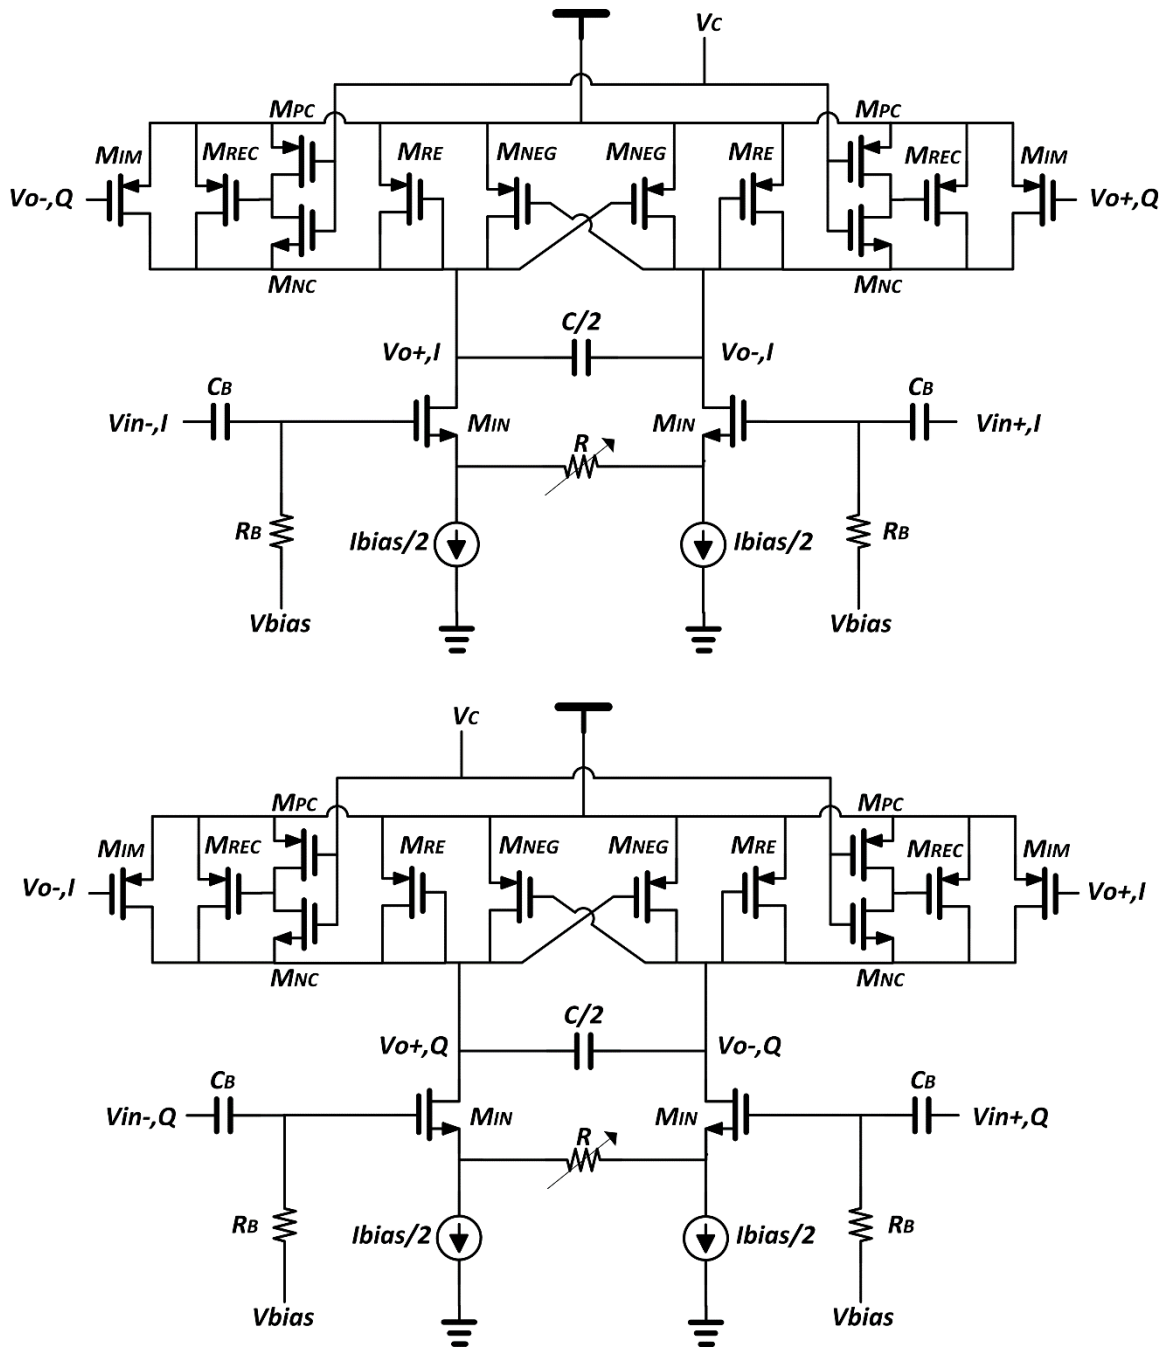 VC
MPC MPC
MIM MREC MRE MNEG MNEG MRE MREC MIM
Vo-,Q Vo+,Q
MNC MNC
C/2
Vo+,I Vo-,I
CB CB
Vin-,I MIN MIN Vin+,I
R
RB Ibias/2 Ibias/2 RB
Vbias Vbias
VC
MPC MPC
MIM MREC MRE MNEG MNEG MRE MREC MIM
Vo-,I Vo+,I
MNC MNC
C/2
Vo+,Q Vo-,Q
CB CB
Vin-,Q MIN MIN Vin+,Q
R
RB Ibias/2 Ibias/2 RB
Vbias Vbias